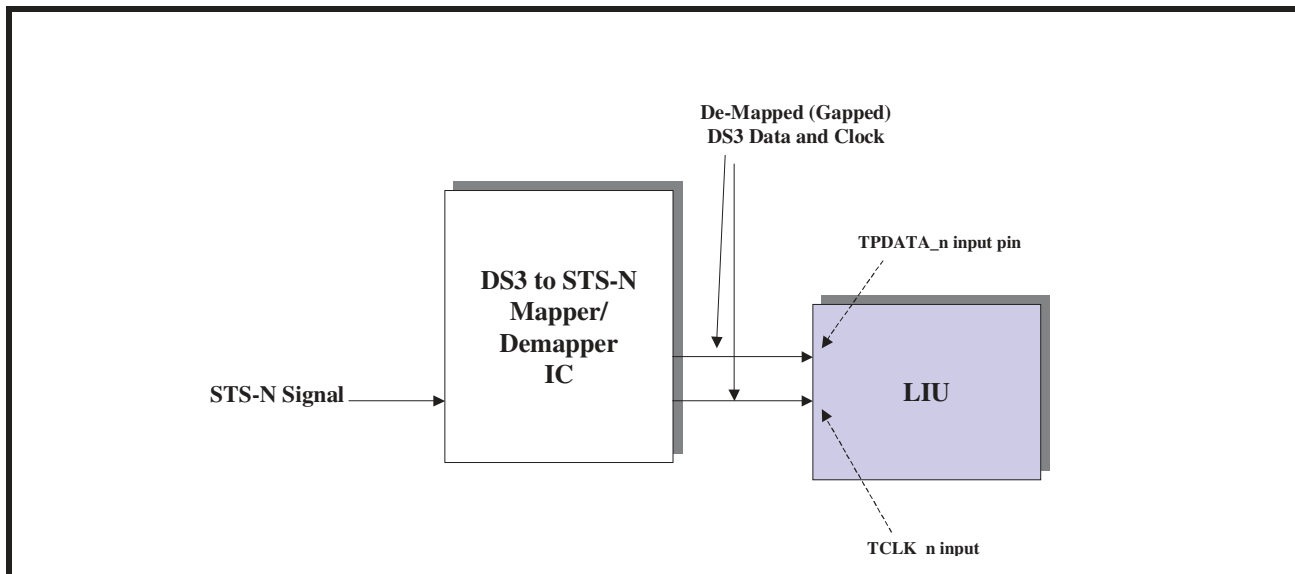 De-Mapped (Gapped)
DS3 Data and Clock
TPDATA_n input pin
DS3 to STS-N
Mapper/
Demapper
IC
STS-N Signal
LIU
TCLK_n input